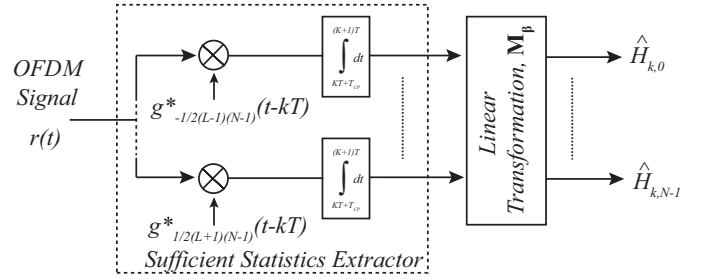 OFDM
Signal
r(t)
g*-1/2(L-1)(N-1)(t-kT)
(K+1)T
∫ dt
KT+TCP
g*1/2(L+1)(N-1)(t-kT)
(K+1)T
∫ dt
KT+TCP
Sufficient Statistics Extractor
Linear
Transformation, Mβ
Ĥk,0
Ĥk,N-1